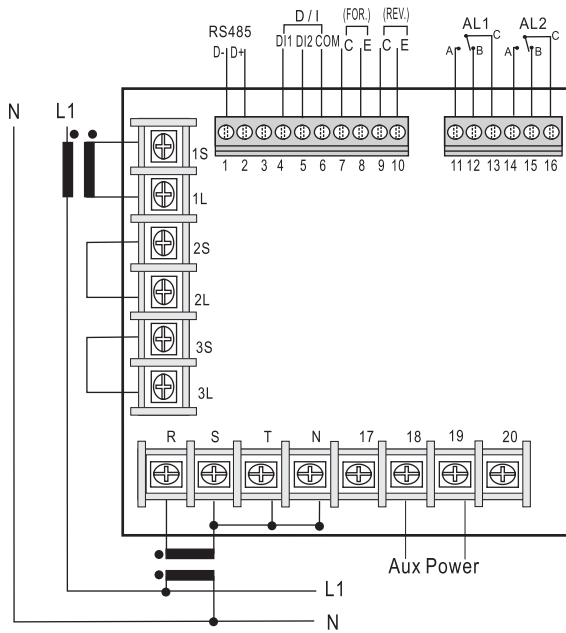 D / I (FOR.) (REV.) AL1 AL2
RS485
D- D+ DI1 DI2 COM C E C E A B C A B C
N L1
1 2 3 4 5 6 7 8 9 10 11 12 13 14 15 16
1S
1L
2S
2L
3S
3L
R S T N 17 18 19 20
Aux Power
L1
N